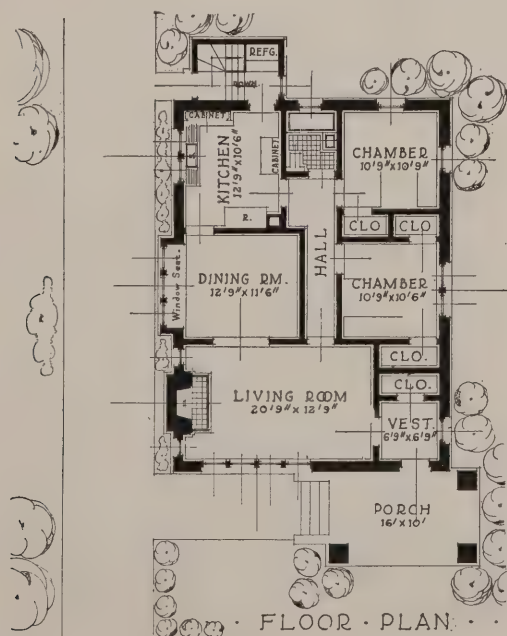 REFG.
DOWN
CABINET
KITCHEN
12'9"X10'6"
CABINET
S.
R.
CHAMBER
10'9"X10'9"
CLO
CLO
HALL
CHAMBER
10'9"X10'6"
Window Seat.
DINING RM.
12'9"X11'6"
CLO.
CLO.
LIVING ROOM
20'9"X12'9"
VEST.
6'9"X6'9"
PORCH
16'X10'
· FLOOR · PLAN · ·